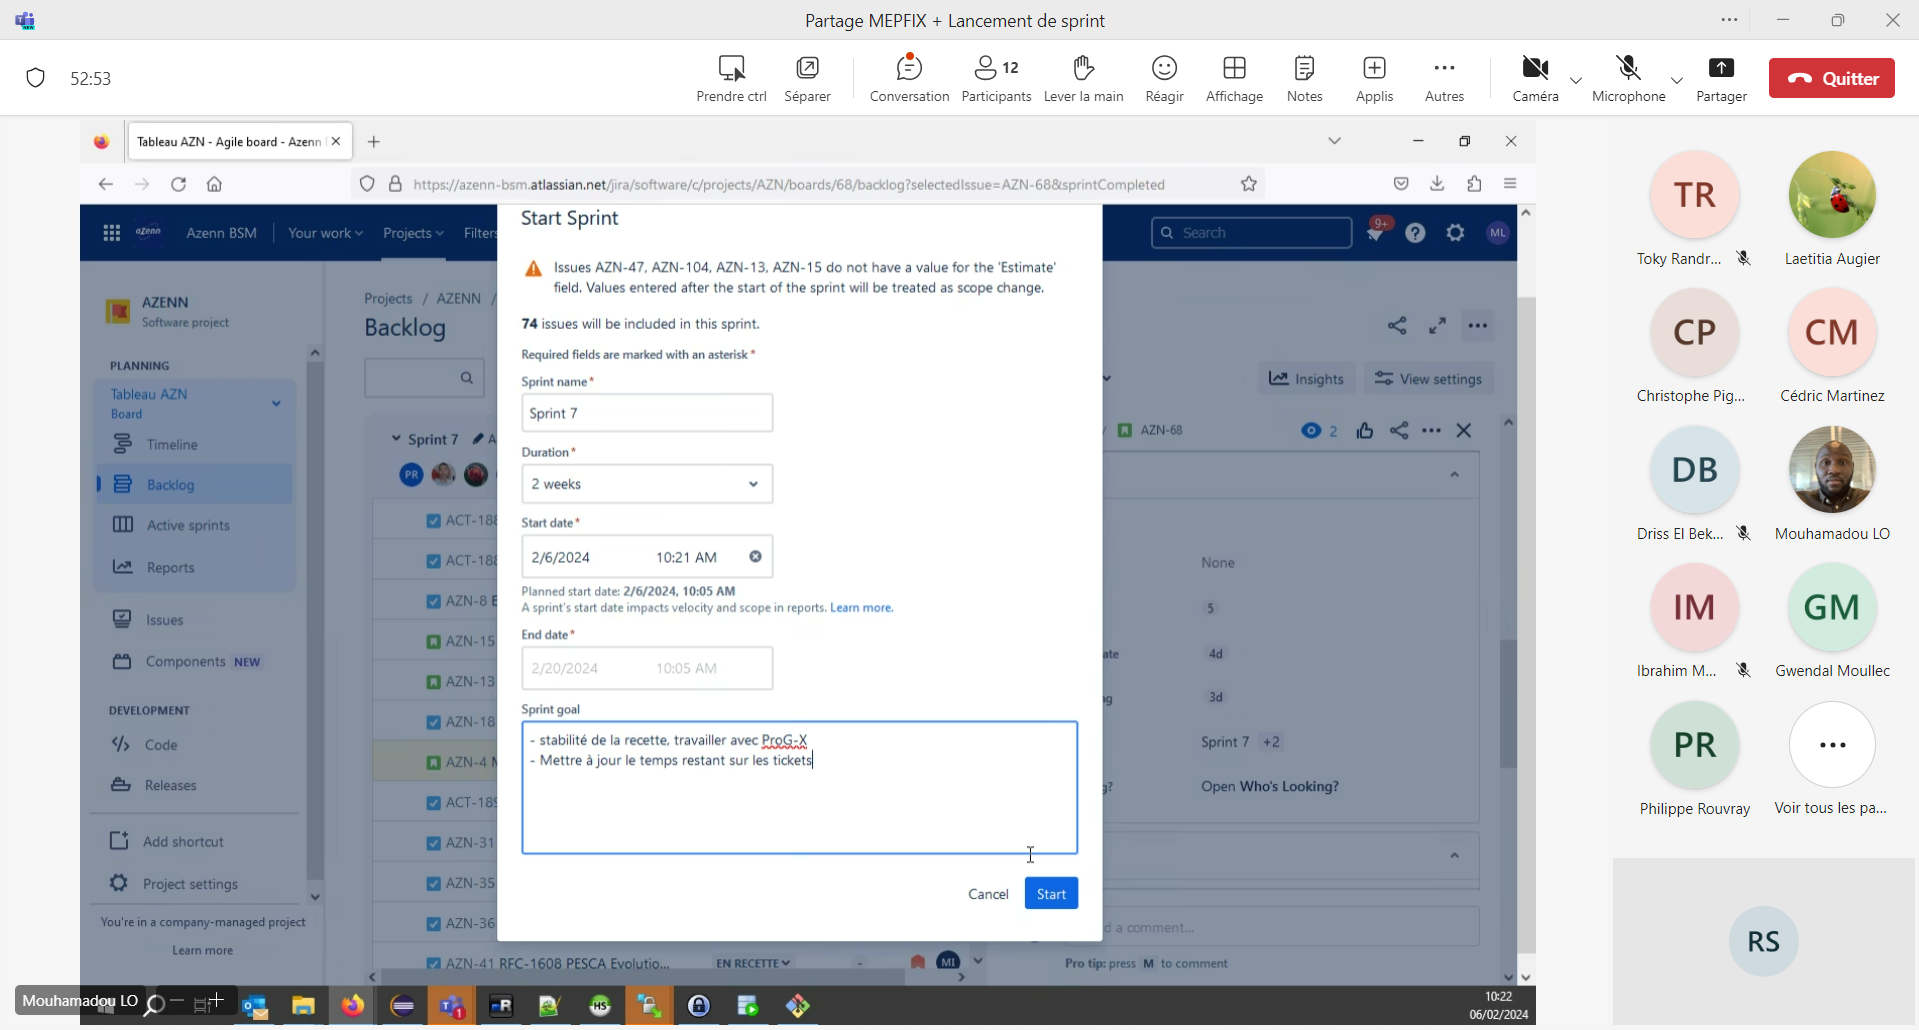 Partage MEPFIX + Lancement de sprint
52:53
Prendre ctrl
Séparer
Conversation
12
Participants
Lever la main
Réagir
Affichage
Notes
Applis
Autres
Caméra
Microphone
Partager
Quitter
Tableau AZN - Agile board - Azenn
https://azenn-bsm.atlassian.net/jira/software/c/projects/AZN/boards/68/backlog?selectedIssue=AZN-68&sprintCompleted
aZenn
Azenn BSM
Your work
Projects
Filters
Search
9+
ML
AZENN
Software project
PLANNING
Tableau AZN
Board
Timeline
Backlog
Active sprints
Reports
Issues
Components NEW
DEVELOPMENT
Code
Releases
Add shortcut
Project settings
You're in a company-managed project
Learn more
Projects / AZENN /
Backlog
Sprint 7
PR
ACT-188
ACT-188
AZN-8
AZN-15
AZN-13
AZN-18
AZN-4
ACT-189
AZN-31
AZN-35
AZN-36
AZN-41 RFC-1608 PESCA Evolutio...
EN RECETTE
-
MI
Start Sprint
Issues AZN-47, AZN-104, AZN-13, AZN-15 do not have a value for the 'Estimate'
field. Values entered after the start of the sprint will be treated as scope change.
74 issues will be included in this sprint.
Required fields are marked with an asterisk *
Sprint name *
Sprint 7
Duration *
2 weeks
Start date *
2/6/2024 10:21 AM
Planned start date: 2/6/2024, 10:05 AM
A sprint's start date impacts velocity and scope in reports. Learn more.
End date *
2/20/2024 10:05 AM
Sprint goal
- stabilité de la recette, travailler avec ProG-X
- Mettre à jour le temps restant sur les tickets
Cancel
Start
Insights
View settings
/ AZN-68
2
None
5
ate
4d
ng
3d
Sprint 7 +2
g?
Open Who's Looking?
d a comment...
Pro tip: press M to comment
Mouhamadou LO
1
10:22
06/02/2024
TR
Toky Randr...
Laetitia Augier
CP
Christophe Pig...
CM
Cédric Martinez
DB
Driss El Bek...
Mouhamadou LO
IM
Ibrahim M...
GM
Gwendal Moullec
PR
Philippe Rouvray
Voir tous les pa...
RS